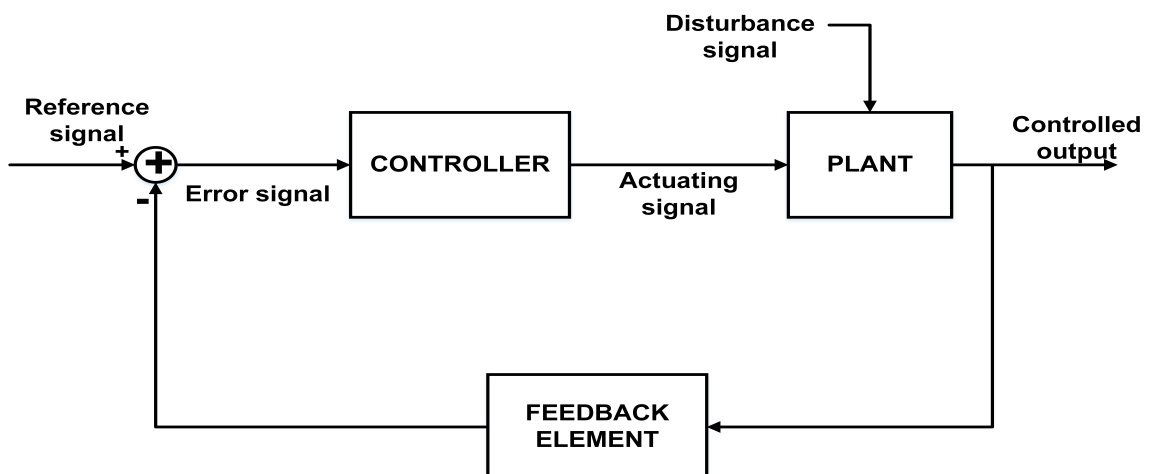 Disturbance
signal
Reference
signal
+
+
-
Error signal
CONTROLLER
Actuating
signal
PLANT
Controlled
output
FEEDBACK
ELEMENT